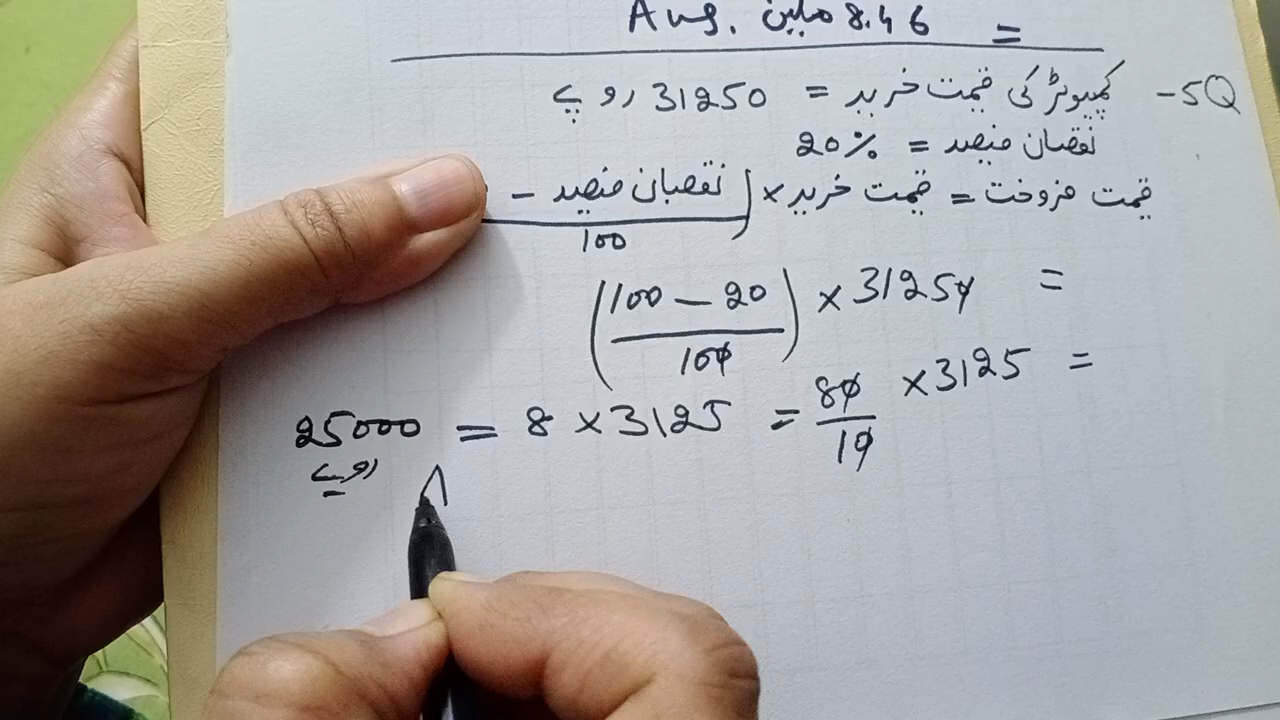 = 8.46 ملین Ans.
5Q- کمپیوٹر کی قیمت خرید = 31250 روپے
نقصان فیصد = 20%
قیمت فروخت = قیمت خرید × ( نقصان فیصد -
100
= 31250 × (100 - 20)
100
= 3125 × 80 = 3125 × 8 = 25000
10
روپے